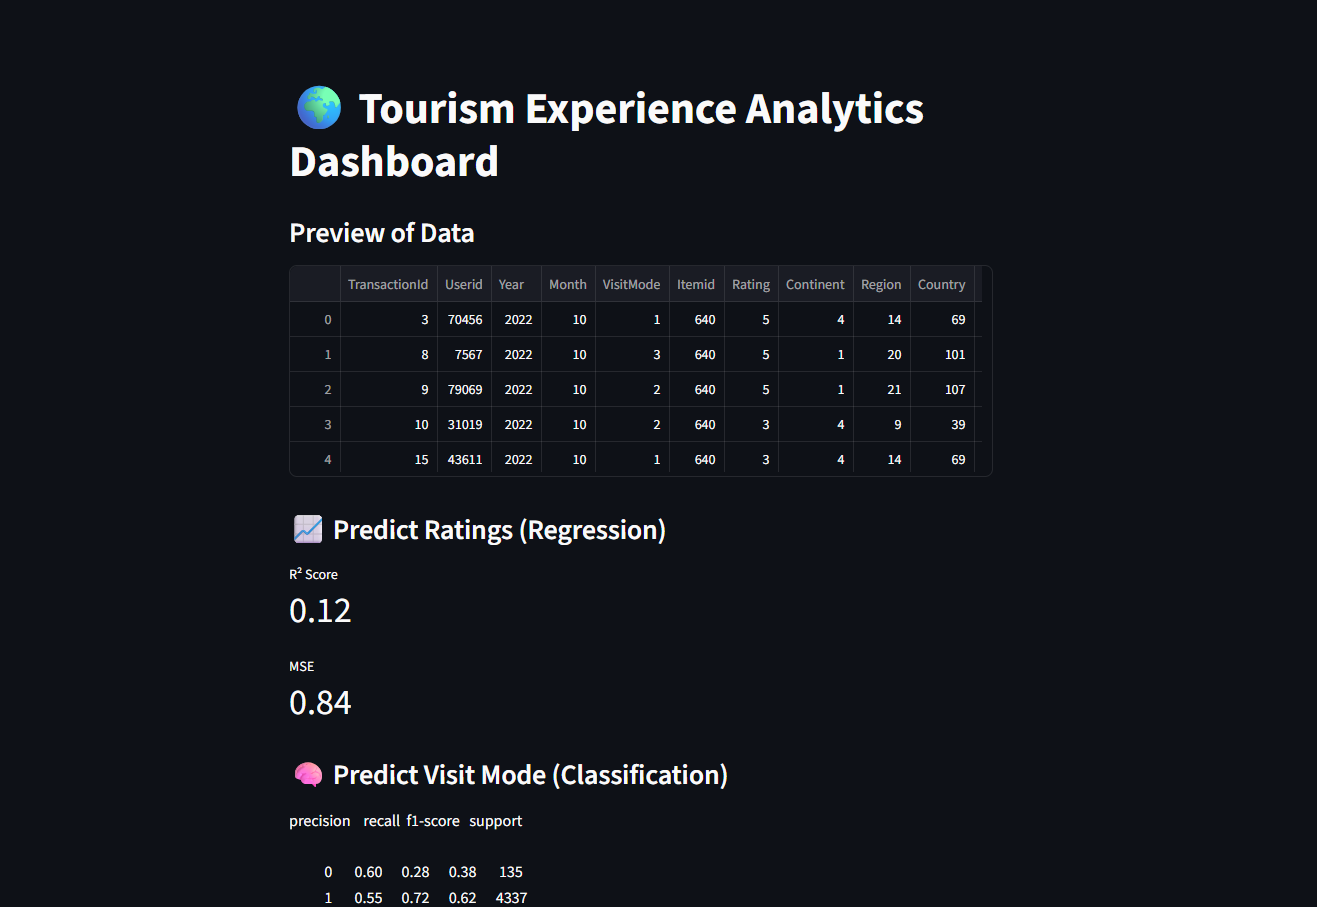 Tourism Experience Analytics
Dashboard
Preview of Data
TransactionId Userid Year Month VisitMode Itemid Rating Continent Region Country
0 3 70456 2022 10 1 640 5 4 14 69
1 8 7567 2022 10 3 640 5 1 20 101
2 9 79069 2022 10 2 640 5 1 21 107
3 10 31019 2022 10 2 640 3 4 9 39
4 15 43611 2022 10 1 640 3 4 14 69
Predict Ratings (Regression)
R² Score
0.12
MSE
0.84
Predict Visit Mode (Classification)
precision recall f1-score support
0 0.60 0.28 0.38 135
1 0.55 0.72 0.62 4337